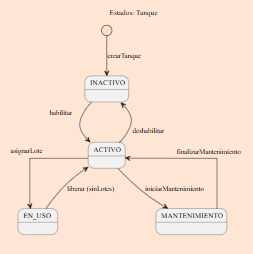 Estados: Tanque
crearTanque
INACTIVO
habilitar
deshabilitar
ACTIVO
asignarLote
finalizarMantenimiento
liberar (sinLotes)
iniciarMantenimiento
EN_USO
MANTENIMIENTO